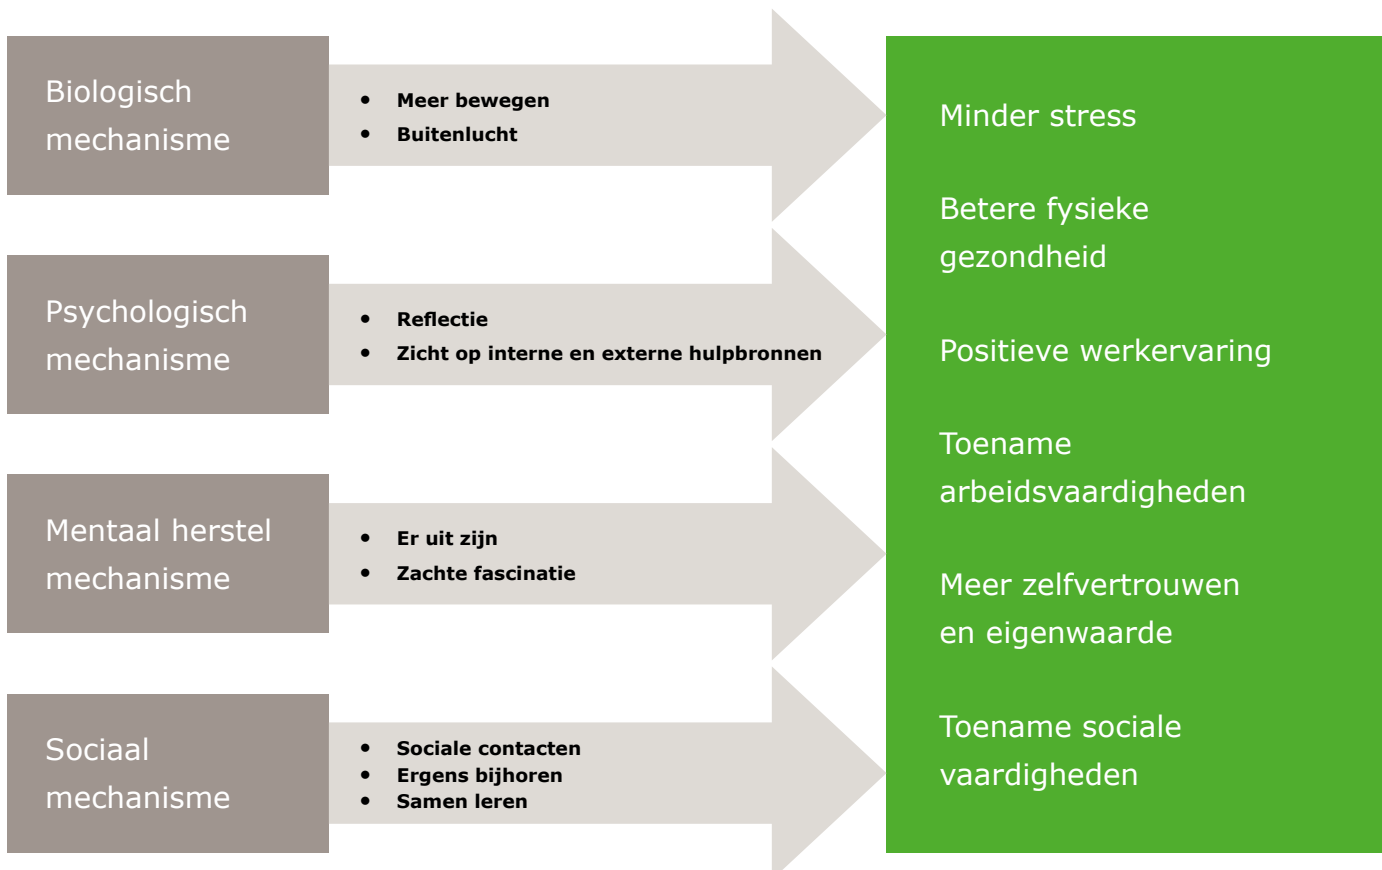 Biologisch
mechanisme
• Meer bewegen
• Buitenlucht
Psychologisch
mechanisme
• Reflectie
• Zicht op interne en externe hulpbronnen
Mentaal herstel
mechanisme
• Er uit zijn
• Zachte fascinatie
Sociaal
mechanisme
• Sociale contacten
• Ergens bijhoren
• Samen leren
Minder stress
Betere fysieke
gezondheid
Positieve werkervaring
Toename
arbeidsvaardigheden
Meer zelfvertrouwen
en eigenwaarde
Toename sociale
vaardigheden